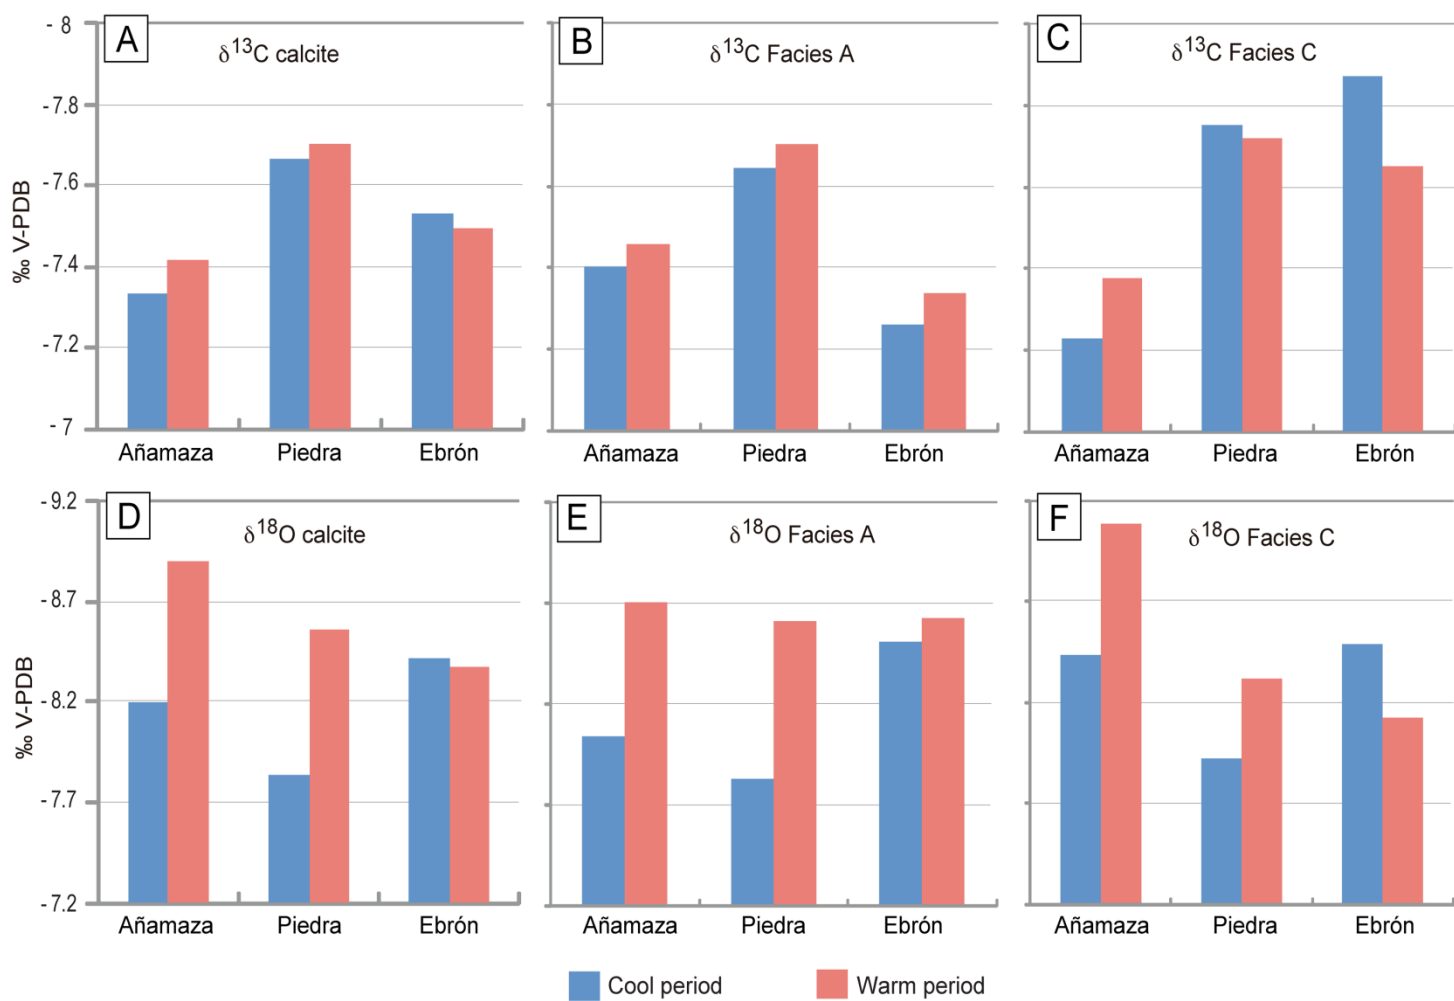 A
δ13C calcite
B
δ13C Facies A
C
δ13C Facies C
‰ V-PDB
- 8
- 7.8
- 7.6
- 7.4
- 7.2
- 7
Añamaza Piedra Ebrón
Añamaza Piedra Ebrón
Añamaza Piedra Ebrón
D
δ18O calcite
E
δ18O Facies A
F
δ18O Facies C
‰ V-PDB
- 9.2
- 8.7
- 8.2
- 7.7
-7.2
Añamaza Piedra Ebrón
Añamaza Piedra Ebrón
Añamaza Piedra Ebrón
Cool period
Warm period